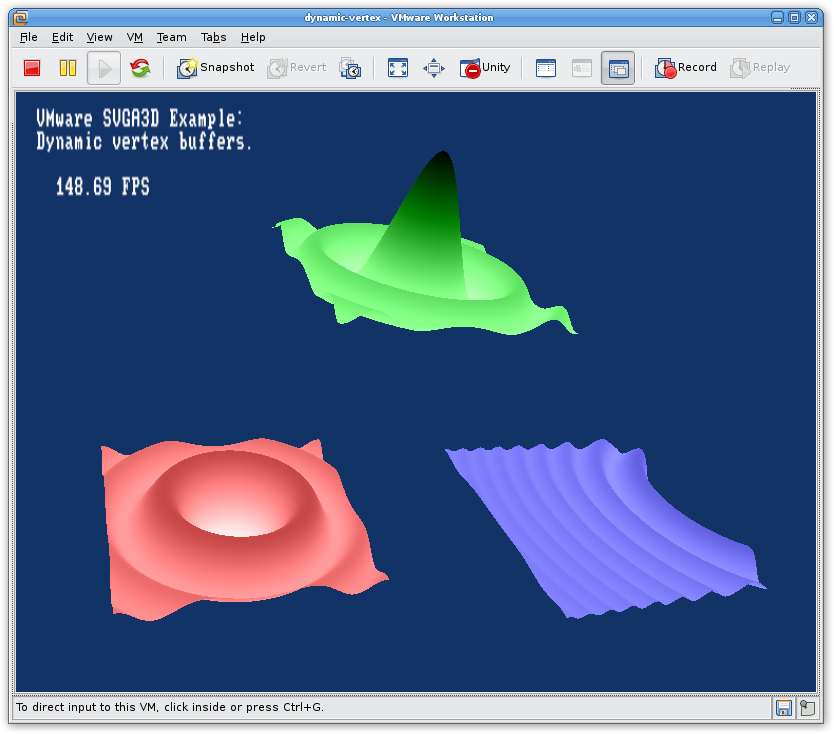 dynamic-vertex - VMware Workstation
File Edit View VM Team Tabs Help
Snapshot Revert Unity Record Replay
VMware SVGA3D Example:
Dynamic vertex buffers.
148.69 FPS
To direct input to this VM, click inside or press Ctrl+G.